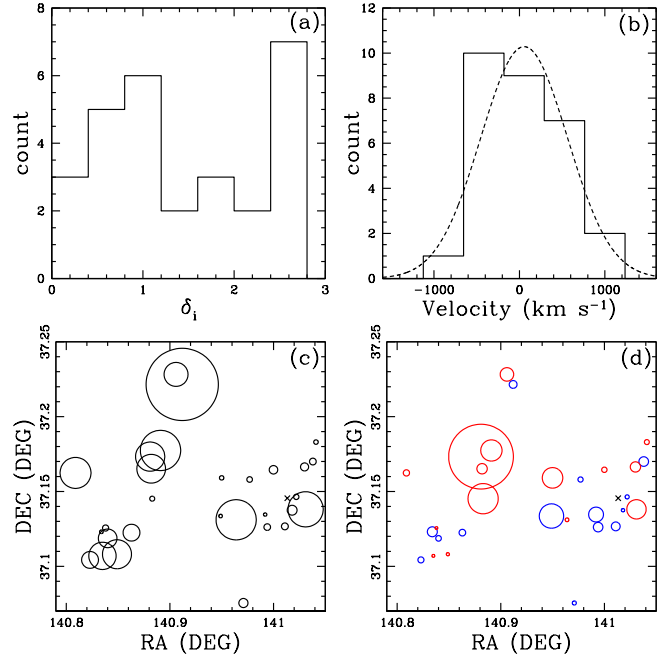 (a)
count
0
2
4
6
8
0
1
2
3
δi
(b)
count
0
2
4
6
8
10
12
-1000
0
1000
Velocity (km s⁻¹)
(c)
DEC (DEG)
37.1
37.15
37.2
37.25
140.8
140.9
141
RA (DEG)
(d)
DEC (DEG)
37.1
37.15
37.2
37.25
140.8
140.9
141
RA (DEG)